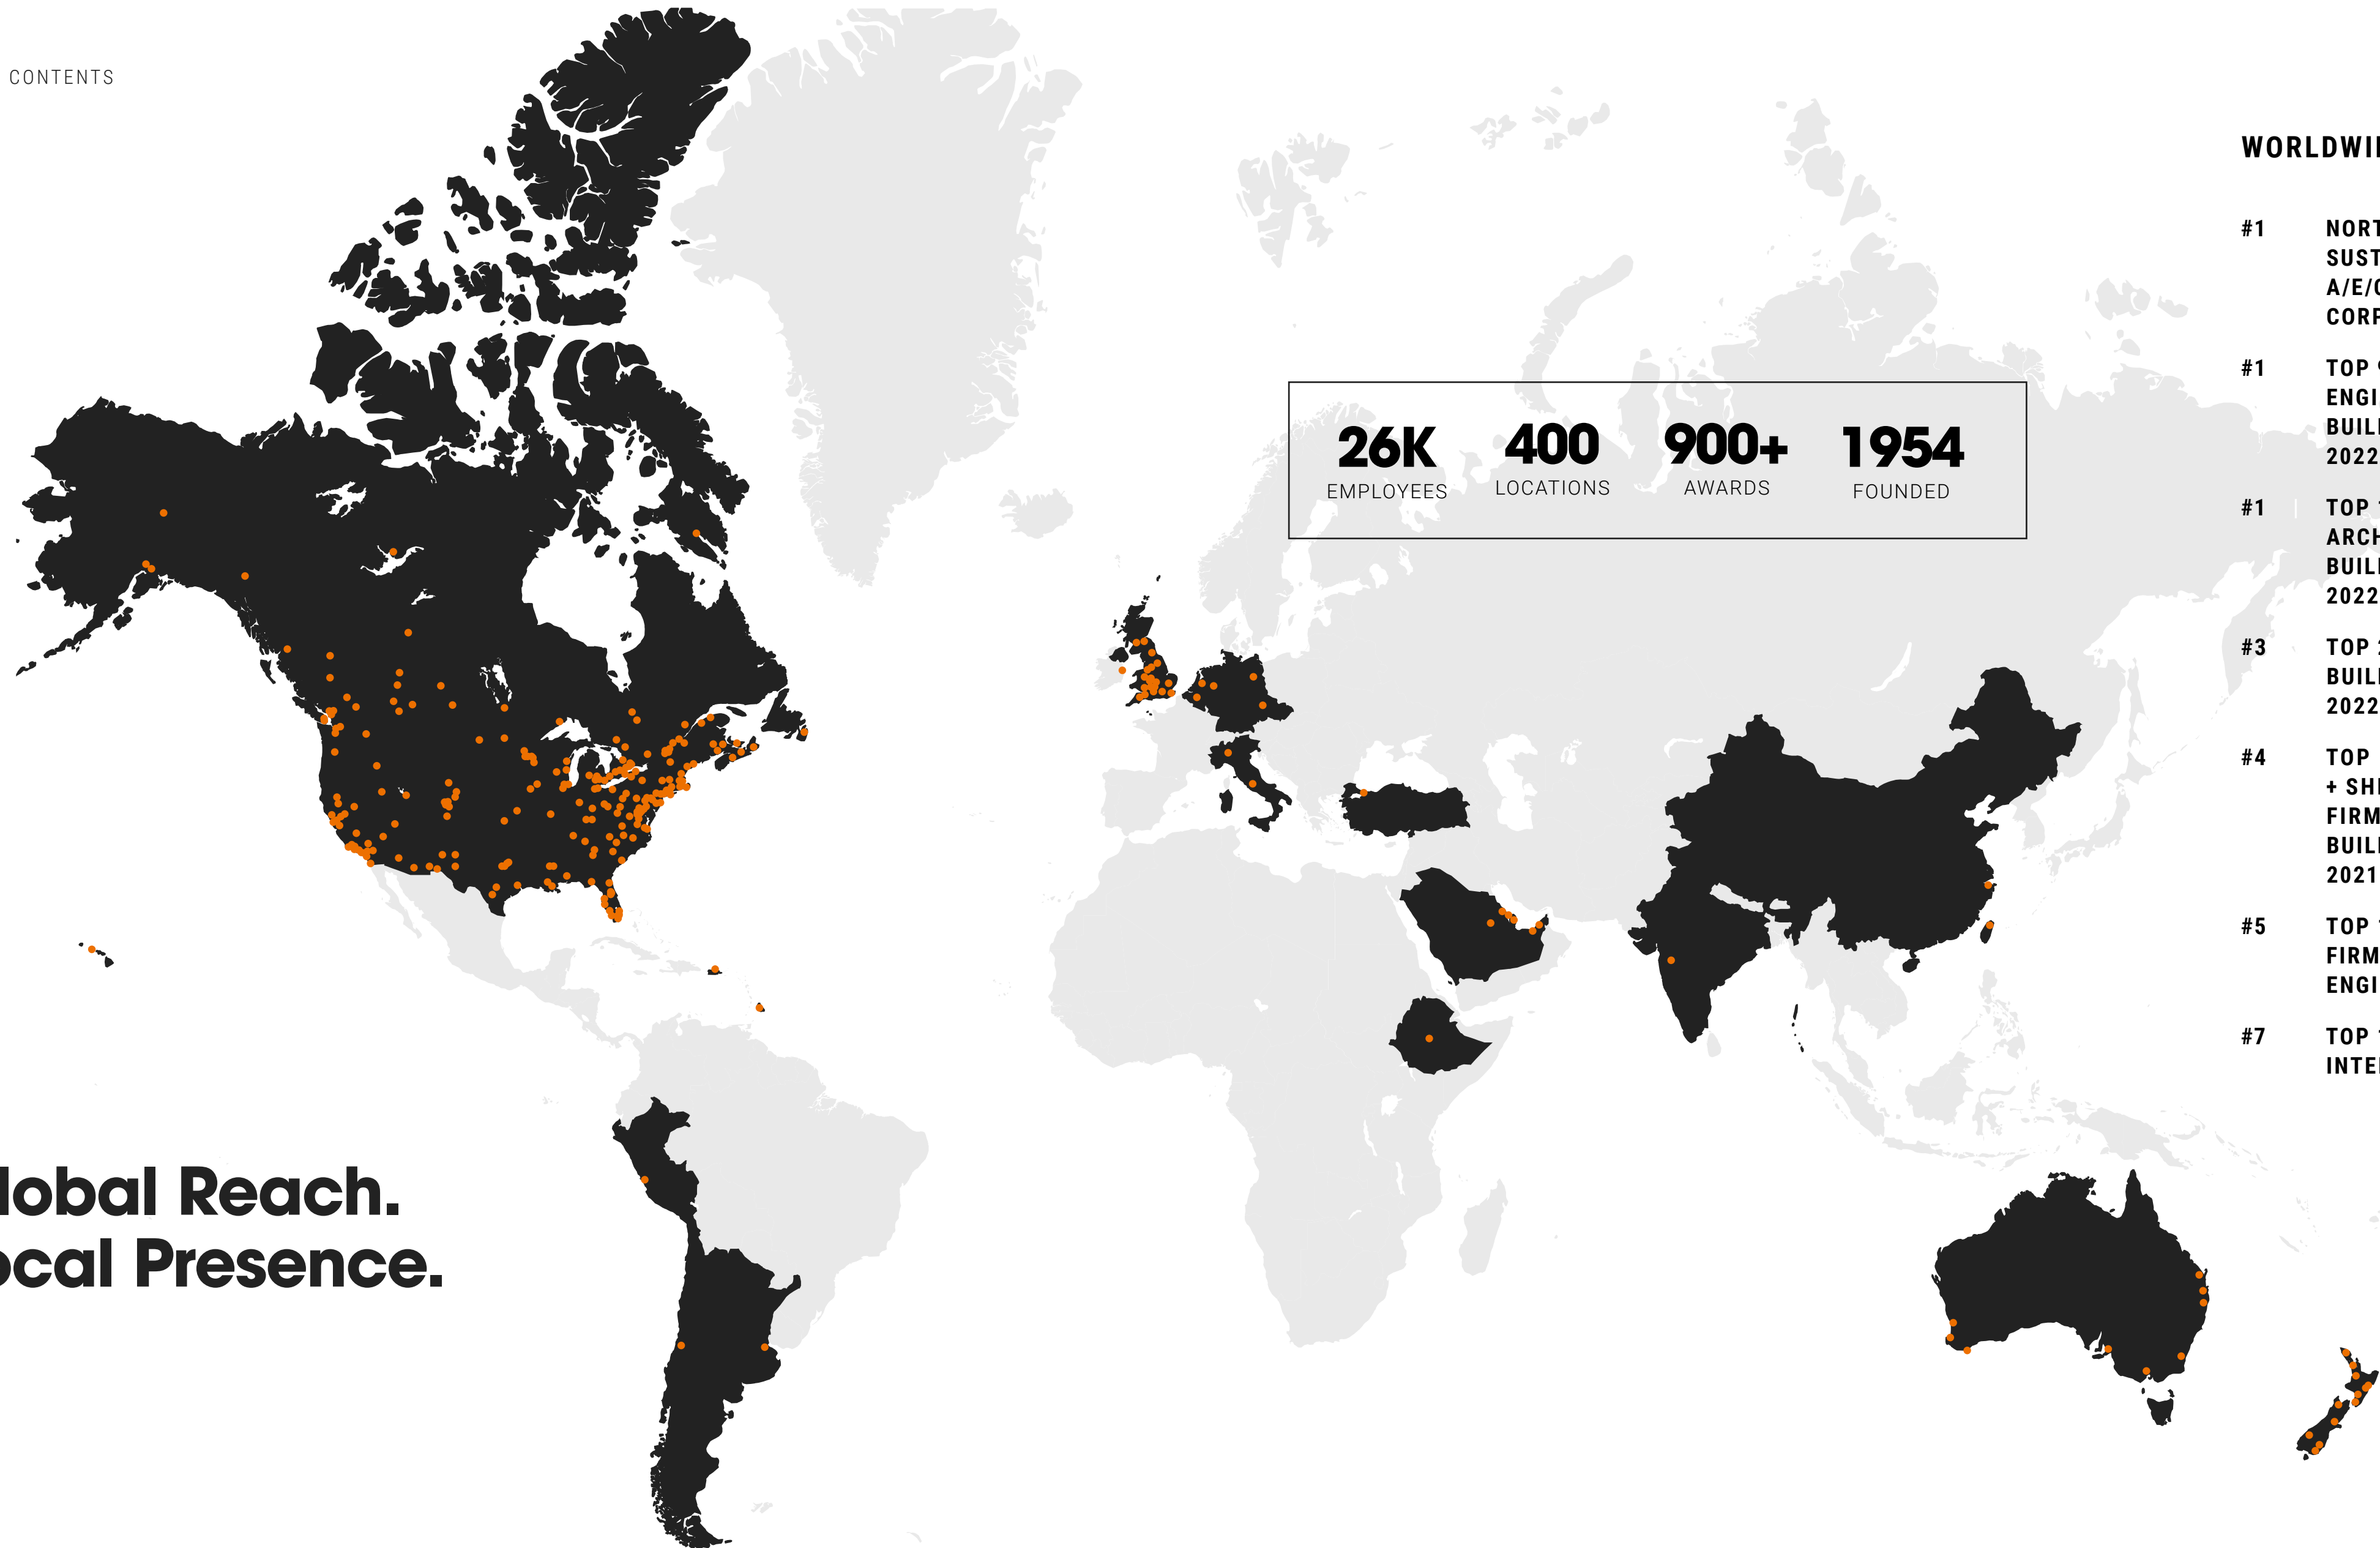 CONTENTS
26K
EMPLOYEES
400
LOCATIONS
900+
AWARDS
1954
FOUNDED
lobal Reach.
ocal Presence.
WORLDWI
#1 NORT
SUST
A/E/C
CORP
#1 TOP
ENGI
BUIL
2022
#1 TOP
ARCH
BUIL
2022
#3 TOP
BUIL
2022
#4 TOP
+ SH
FIRM
BUIL
2021
#5 TOP
FIRM
ENGI
#7 TOP
INTE